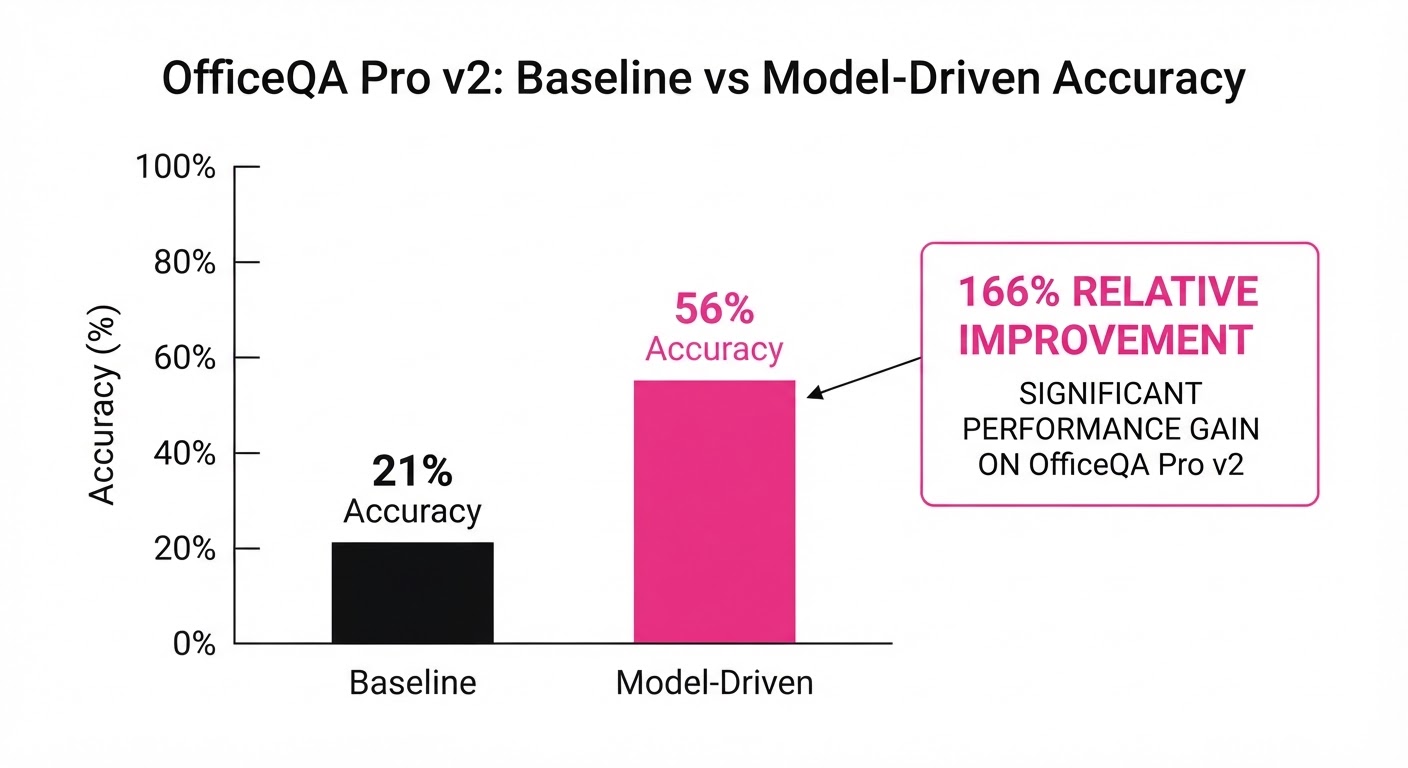 OfficeQA Pro v2: Baseline vs Model-Driven Accuracy
Accuracy (%)
100%
80%
60%
40%
20%
0%
21%
Accuracy
56%
Accuracy
Baseline
Model-Driven
166% RELATIVE
IMPROVEMENT
SIGNIFICANT
PERFORMANCE GAIN
ON OfficeQA Pro v2